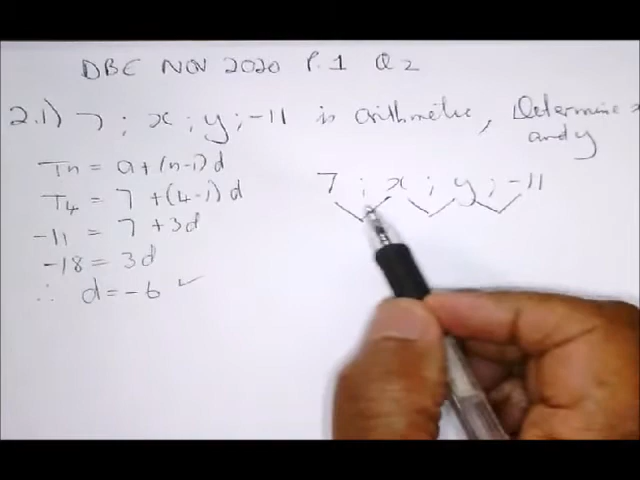 DBE NOV 2020 P.1 Q2
2.1) 7 ; x ; y ; -11 is arithmetic, Determine x
and y
Tn = a+(n-1)d
T4 = 7 +(4-1)d
-11 = 7 +3d
-18 = 3d
∴ d = -6 ✓
7 ; x ; y ; -11